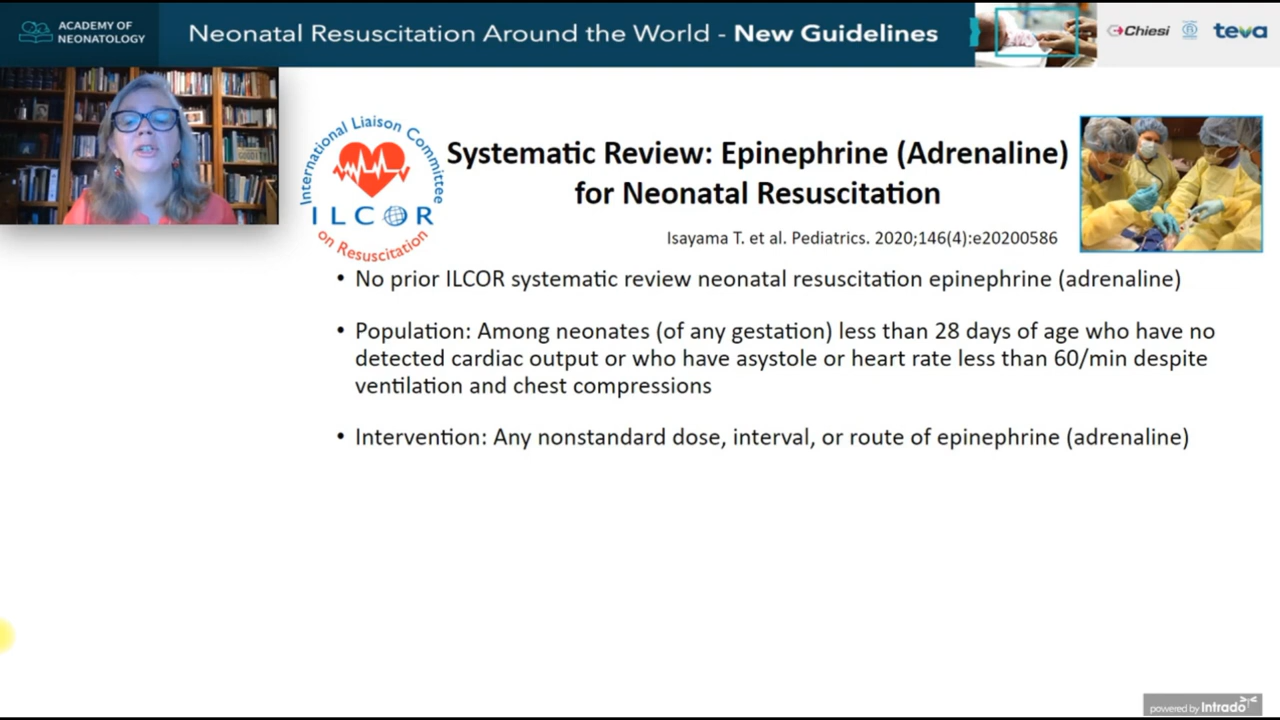 ACADEMY OF
NEONATOLOGY
Neonatal Resuscitation Around the World - New Guidelines
Chiesi
teva
International Liaison Committee
ILCOR
on Resuscitation
Systematic Review: Epinephrine (Adrenaline)
for Neonatal Resuscitation
Isayama T. et al. Pediatrics. 2020;146(4):e20200586
• No prior ILCOR systematic review neonatal resuscitation epinephrine (adrenaline)
• Population: Among neonates (of any gestation) less than 28 days of age who have no
detected cardiac output or who have asystole or heart rate less than 60/min despite
ventilation and chest compressions
• Intervention: Any nonstandard dose, interval, or route of epinephrine (adrenaline)
powered by Intrado